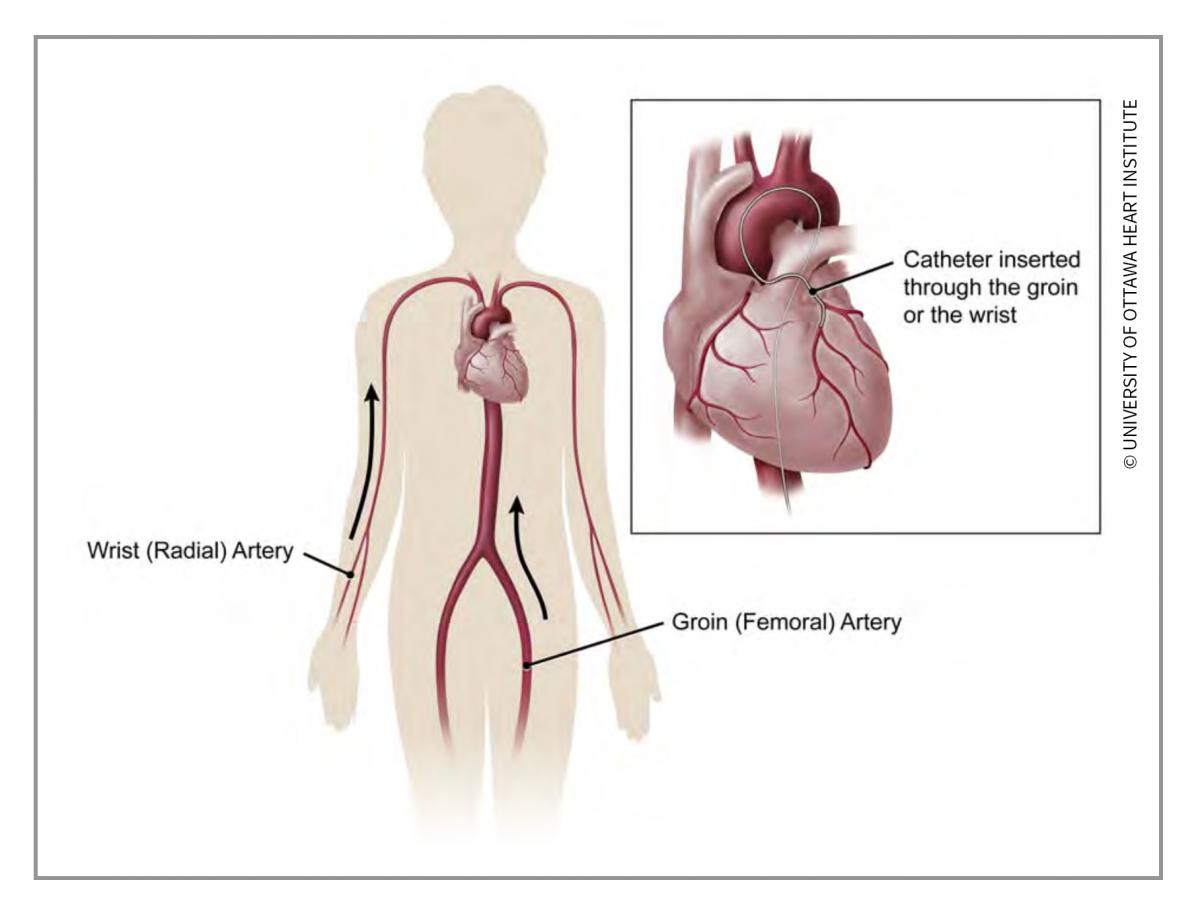 Catheter inserted
through the groin
or the wrist
Wrist (Radial) Artery
Groin (Femoral) Artery
© UNIVERSITY OF OTTAWA HEART INSTITUTE